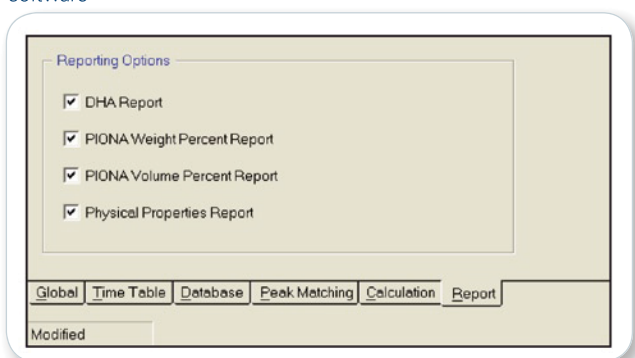 software
Reporting Options
DHA Report
PIONA Weight Percent Report
PIONA Volume Percent Report
Physical Properties Report
Global Time Table Database Peak Matching Calculation Report
Modified